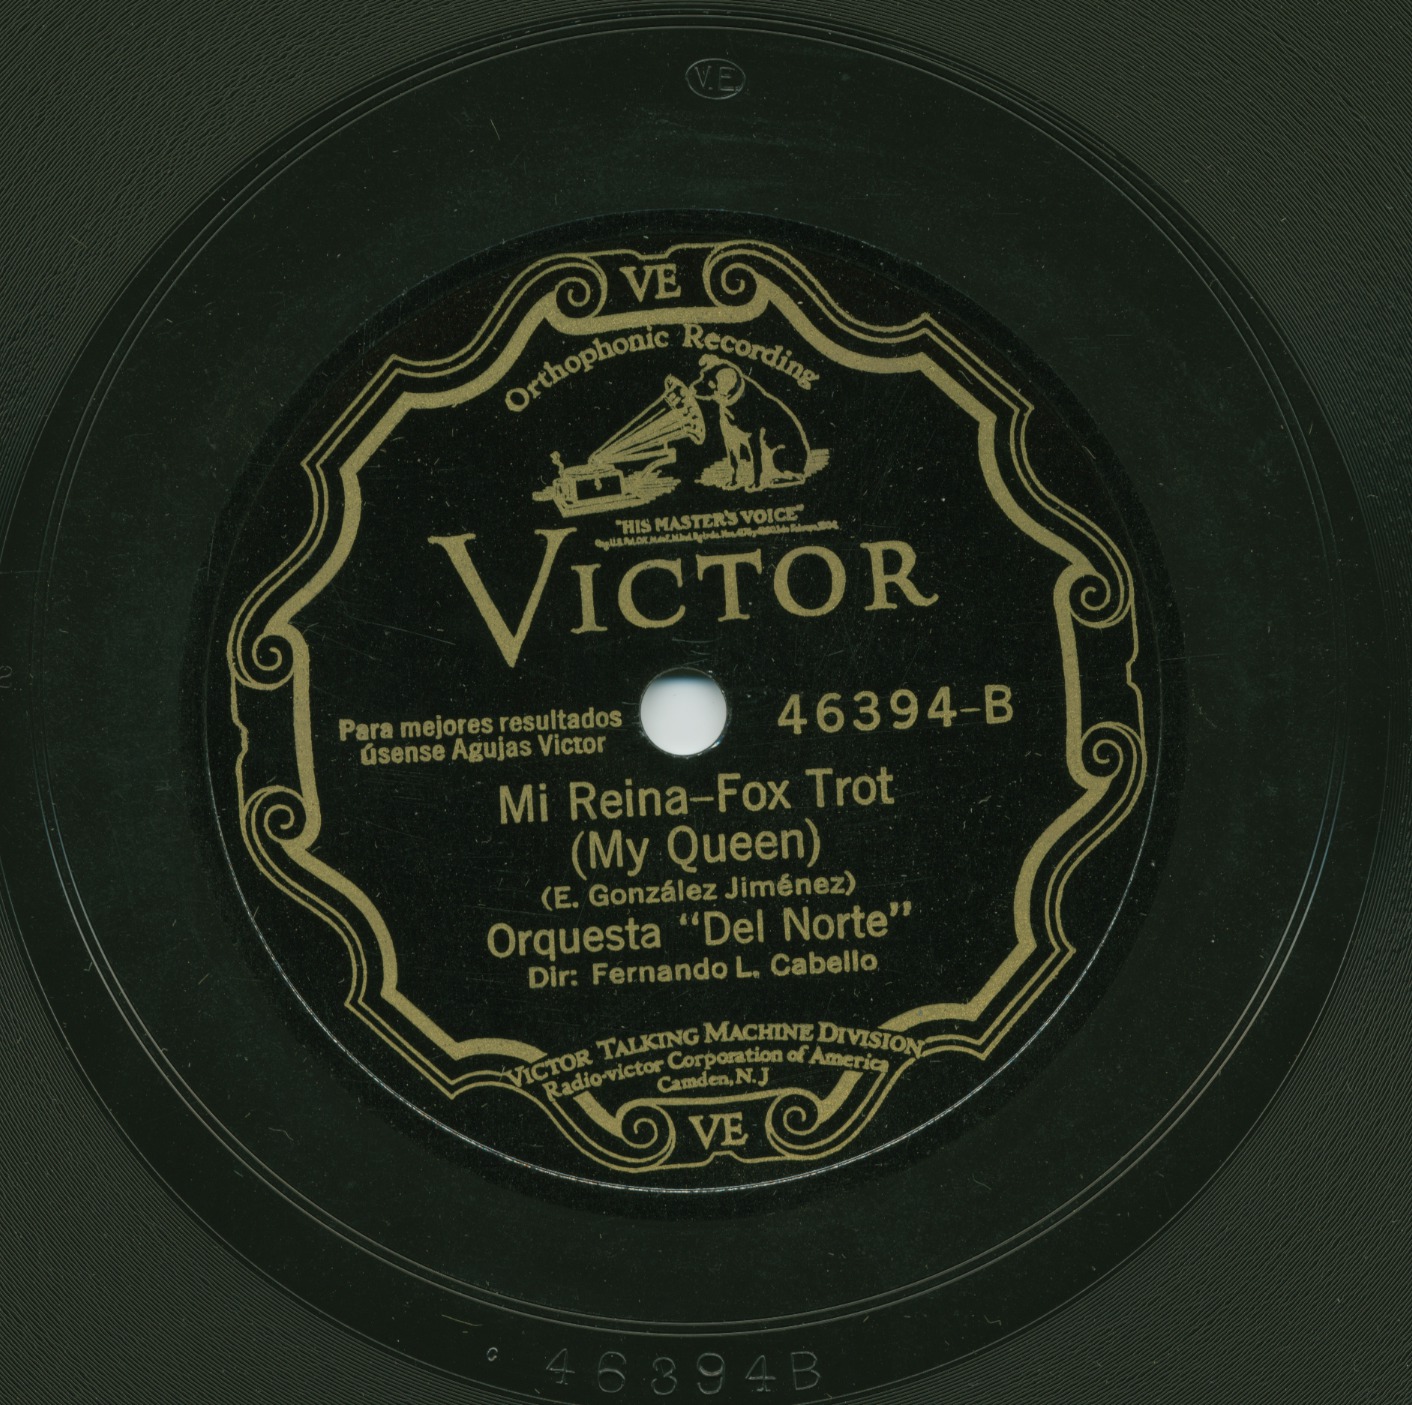 V.E.
VE
Orthophonic Recording
"HIS MASTER'S VOICE"
VICTOR
Para mejores resultados
úsense Agujas Victor
46394-B
Mi Reina–Fox Trot
(My Queen)
(E. González Jiménez)
Orquesta "Del Norte"
Dir: Fernando L. Cabello
VICTOR TALKING MACHINE DIVISION
Radio-victor Corporation of America
Camden, N.J
VE
46394B